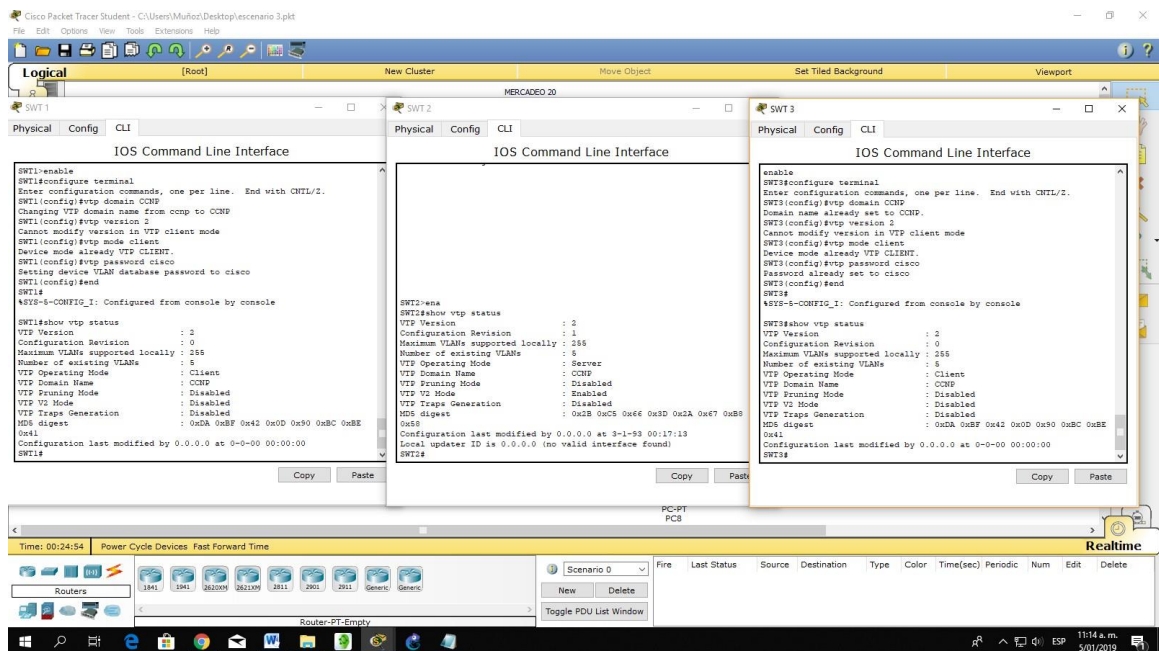 Cisco Packet Tracer Student - C:\Users\Muñoz\Desktop\escenario 3.pkt
File Edit Options View Tools Extensions Help
Logical [Root] New Cluster Move Object Set Tiled Background Viewport
MERCADEO 20
SWT 1
Physical Config CLI
IOS Command Line Interface
SWT1>enable
SWT1#configure terminal
Enter configuration commands, one per line. End with CNTL/Z.
SWT1(config)#vtp domain CCNP
Changing VTP domain name from ccnp to CCNP
SWT1(config)#vtp version 2
Cannot modify version in VTP client mode
SWT1(config)#vtp mode client
Device mode already VTP CLIENT.
SWT1(config)#vtp password cisco
Setting device VLAN database password to cisco
SWT1(config)#end
SWT1#
%SYS-5-CONFIG_I: Configured from console by console
SWT1#show vtp status
VTP Version : 2
Configuration Revision : 0
Maximum VLANs supported locally : 255
Number of existing VLANs : 5
VTP Operating Mode : Client
VTP Domain Name : CCNP
VTP Pruning Mode : Disabled
VTP V2 Mode : Disabled
VTP Traps Generation : Disabled
MD5 digest : 0xDA 0xBF 0x42 0x0D 0x90 0xBC 0xBE
0x41
Configuration last modified by 0.0.0.0 at 0-0-00 00:00:00
SWT1#
Copy Paste
SWT 2
Physical Config CLI
IOS Command Line Interface
SWT2>ena
SWT2#show vtp status
VTP Version : 2
Configuration Revision : 1
Maximum VLANs supported locally : 255
Number of existing VLANs : 5
VTP Operating Mode : Server
VTP Domain Name : CCNP
VTP Pruning Mode : Disabled
VTP V2 Mode : Enabled
VTP Traps Generation : Disabled
MD5 digest : 0x2B 0xC5 0x66 0x3D 0x2A 0x67 0xB8
0x58
Configuration last modified by 0.0.0.0 at 3-1-93 00:17:13
Local updater ID is 0.0.0.0 (no valid interface found)
SWT2#
Copy Paste
SWT 3
Physical Config CLI
IOS Command Line Interface
enable
SWT3#configure terminal
Enter configuration commands, one per line. End with CNTL/Z.
SWT3(config)#vtp domain CCNP
Domain name already set to CCNP.
SWT3(config)#vtp version 2
Cannot modify version in VTP client mode
SWT3(config)#vtp mode client
Device mode already VTP CLIENT.
SWT3(config)#vtp password cisco
Password already set to cisco
SWT3(config)#end
SWT3#
%SYS-5-CONFIG_I: Configured from console by console
SWT3#show vtp status
VTP Version : 2
Configuration Revision : 0
Maximum VLANs supported locally : 255
Number of existing VLANs : 5
VTP Operating Mode : Client
VTP Domain Name : CCNP
VTP Pruning Mode : Disabled
VTP V2 Mode : Disabled
VTP Traps Generation : Disabled
MD5 digest : 0xDA 0xBF 0x42 0x0D 0x90 0xBC 0xBE
0x41
Configuration last modified by 0.0.0.0 at 0-0-00 00:00:00
SWT3#
Copy Paste
PC-PT
PC8
Time: 00:24:54 Power Cycle Devices Fast Forward Time Realtime
Routers
1841 1941 2620XM 2621XM 2811 2901 2911 Generic Generic
Router-PT-Empty
Scenario 0
New Delete
Toggle PDU List Window
Fire Last Status Source Destination Type Color Time(sec) Periodic Num Edit Delete
ESP
11:14 a. m.
5/01/2019